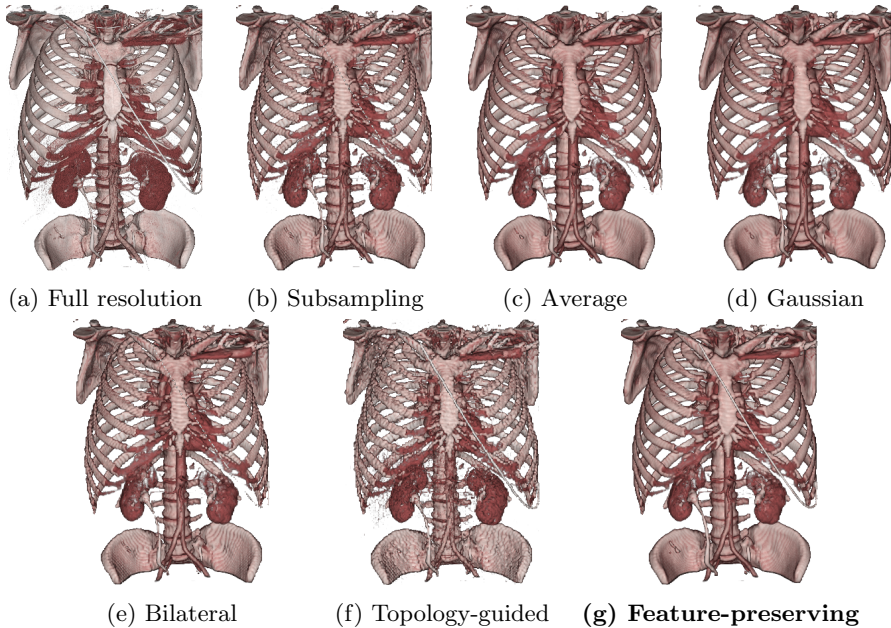 (a) Full resolution
(b) Subsampling
(c) Average
(d) Gaussian
(e) Bilateral
(f) Topology-guided
(g) Feature-preserving